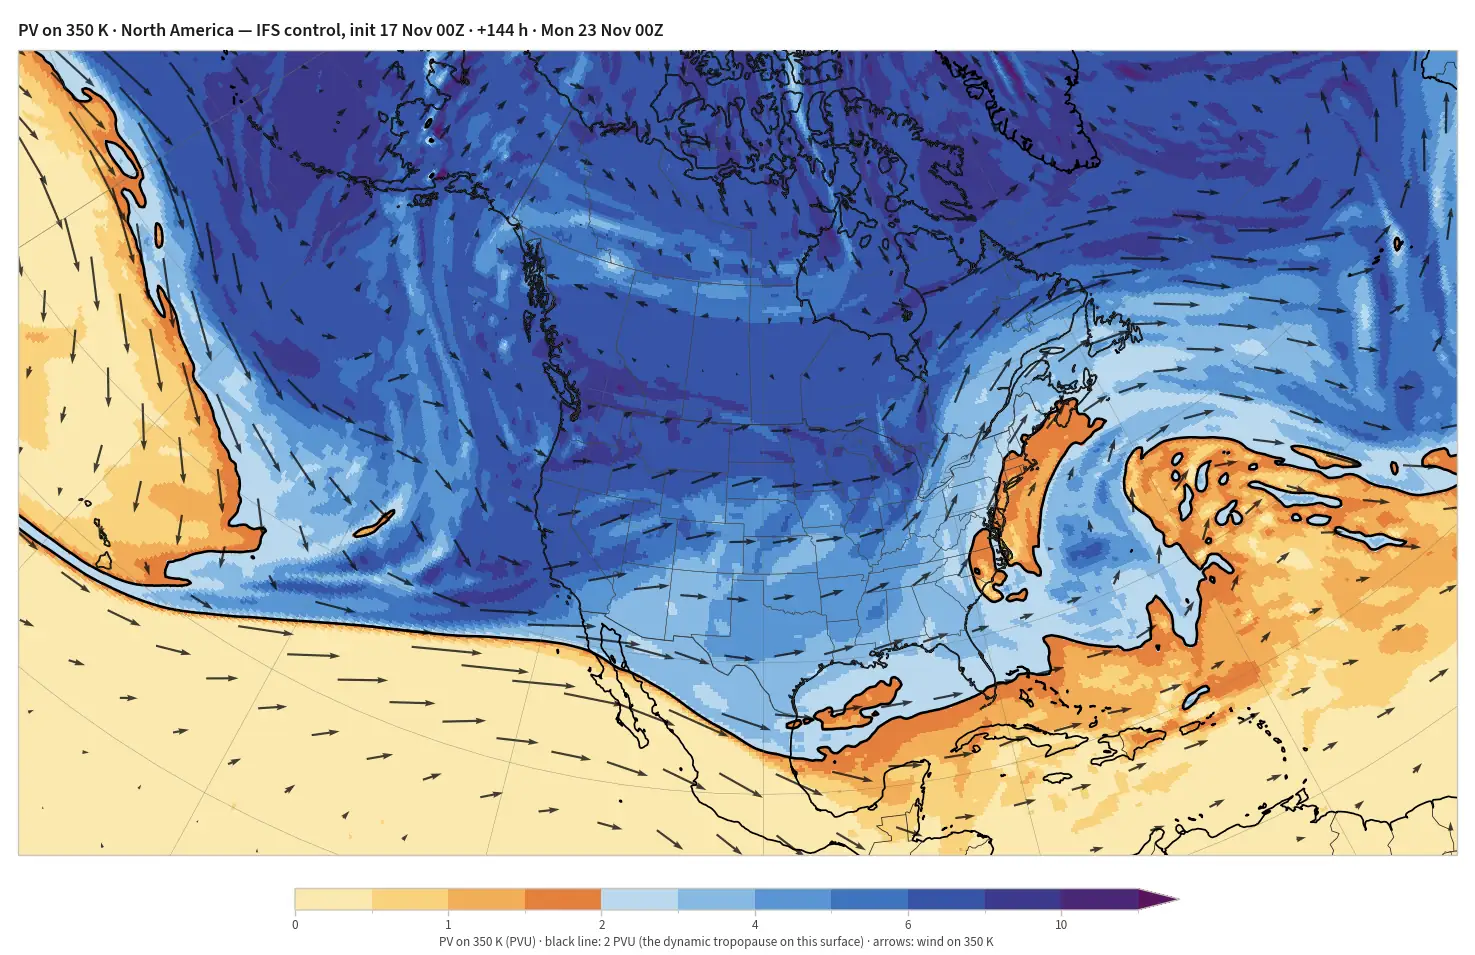 PV on 350 K · North America — IFS control, init 17 Nov 00Z · +144 h · Mon 23 Nov 00Z
0 1 2 4 6 10
PV on 350 K (PVU) · black line: 2 PVU (the dynamic tropopause on this surface) · arrows: wind on 350 K